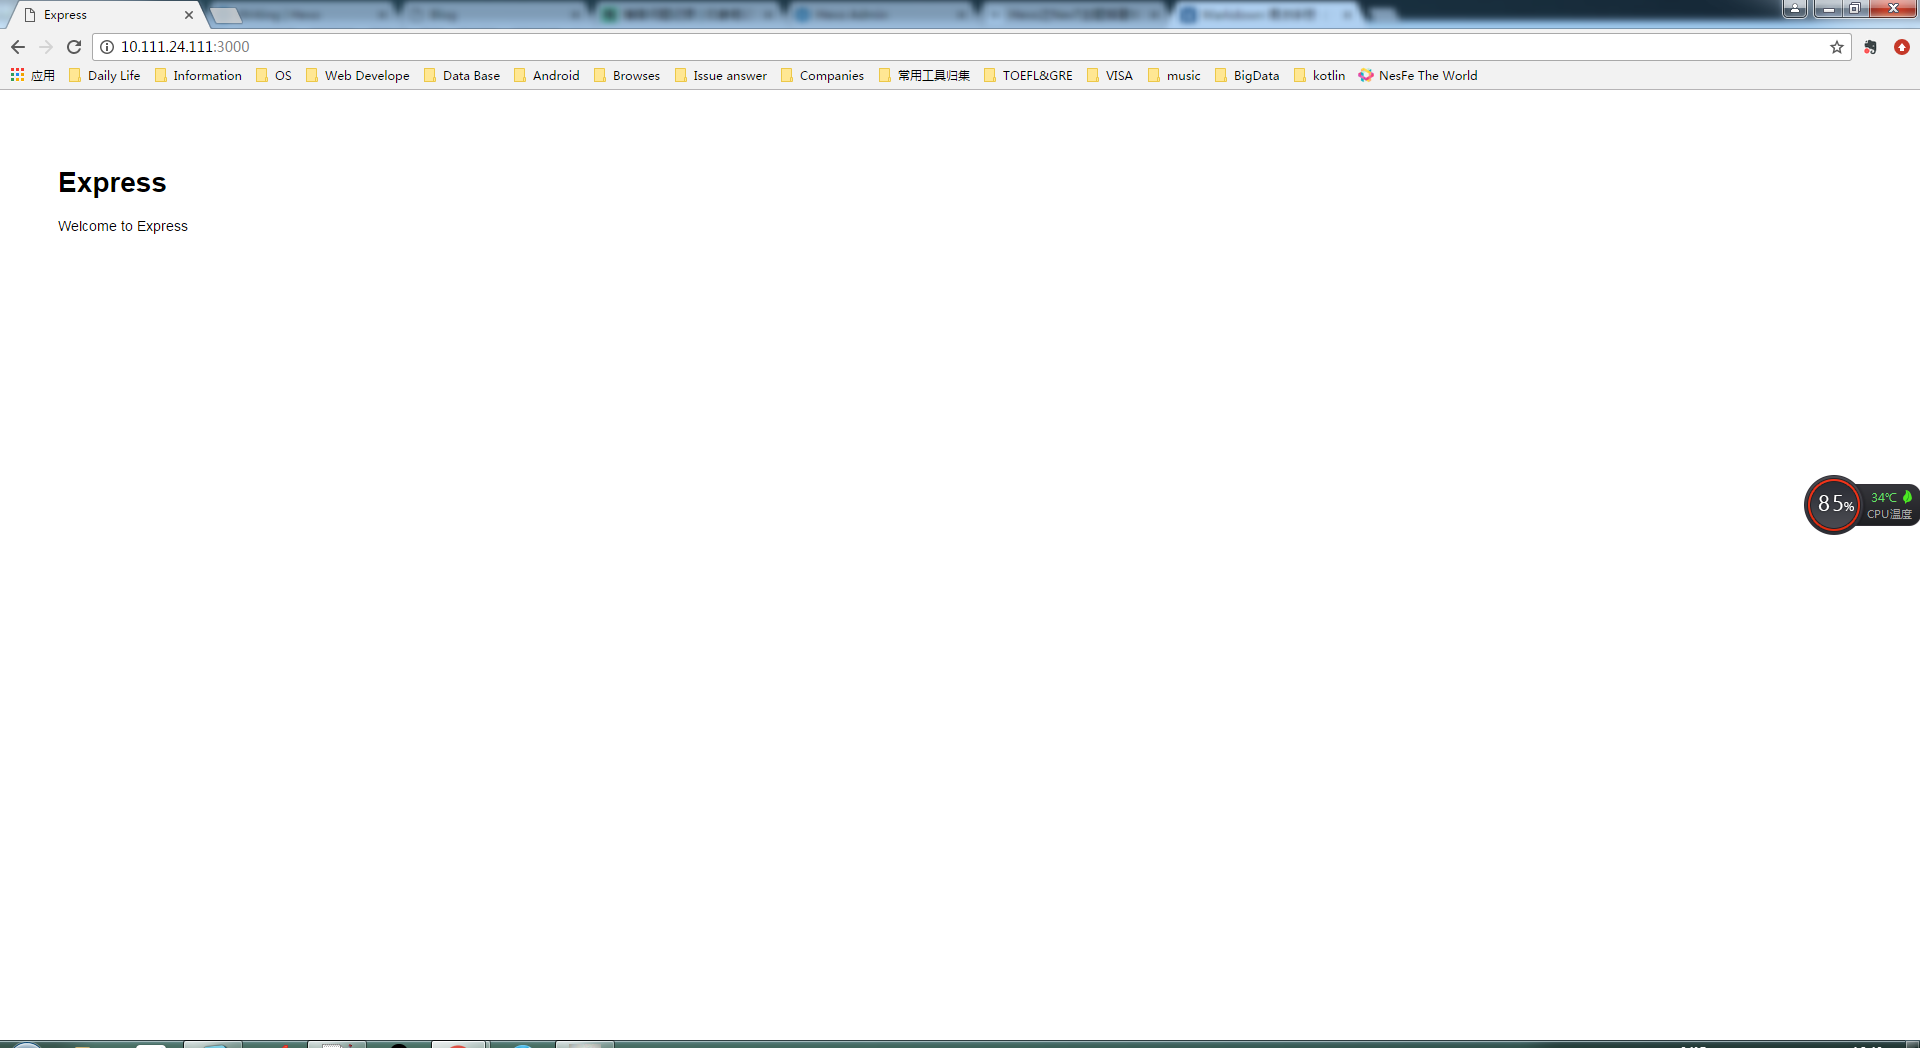 Express
10.111.24.111:3000
应用 Daily Life Information OS Web Develope Data Base Android Browses Issue answer Companies 常用工具归集 TOEFL&GRE VISA music BigData kotlin NesFe The World
Express
Welcome to Express
85%
34℃
CPU温度